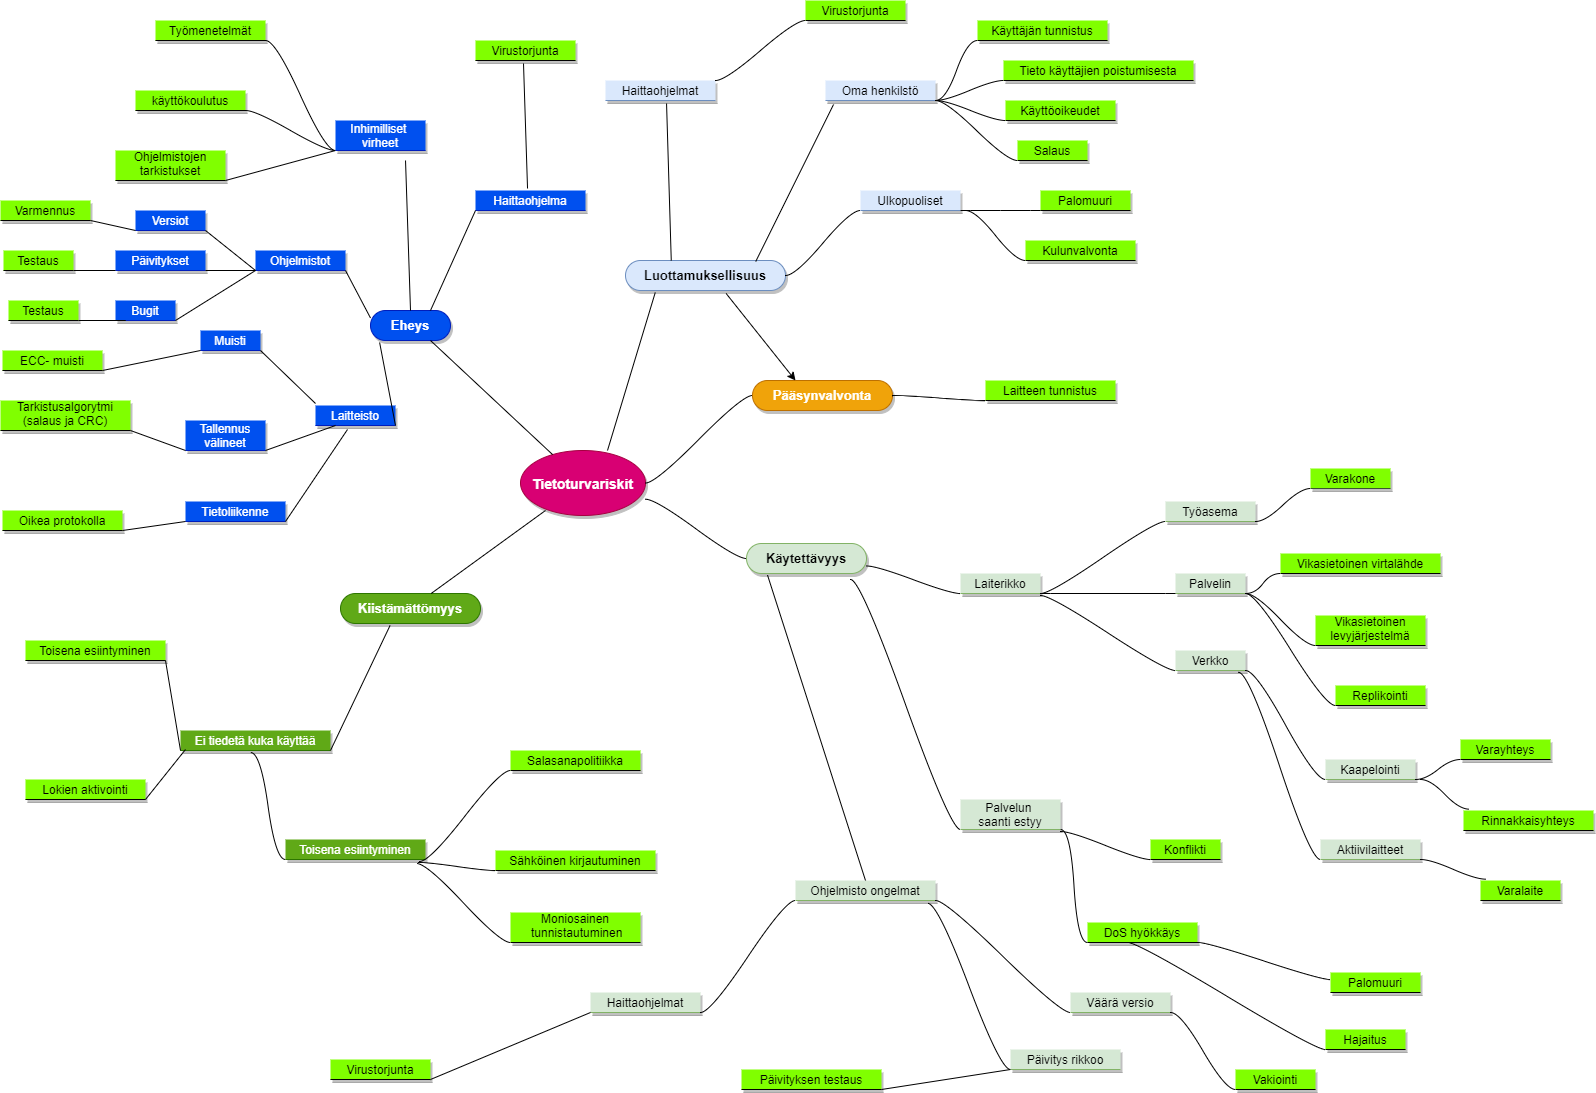 Työmenetelmät
käyttökoulutus
Ohjelmistojen
tarkistukset
Inhimilliset
virheet
Virustorjunta
Haittaohjelma
Varmennus
Versiot
Testaus
Päivitykset
Ohjelmistot
Testaus
Bugit
Eheys
Muisti
ECC- muisti
Laitteisto
Tarkistusalgorytmi
(salaus ja CRC)
Tallennus
välineet
Tietoliikenne
Oikea protokolla
Virustorjunta
Haittaohjelmat
Oma henkilstö
Käyttäjän tunnistus
Tieto käyttäjien poistumisesta
Käyttöoikeudet
Salaus
Ulkopuoliset
Palomuuri
Kulunvalvonta
Luottamuksellisuus
Pääsynvalvonta
Laitteen tunnistus
Tietoturvariskit
Kiistämättömyys
Toisena esiintyminen
Ei tiedetä kuka käyttää
Lokien aktivointi
Toisena esiintyminen
Salasanapolitiikka
Sähköinen kirjautuminen
Moniosainen
tunnistautuminen
Käytettävyys
Laiterikko
Työasema
Varakone
Palvelin
Vikasietoinen virtalähde
Vikasietoinen
levyjärjestelmä
Replikointi
Verkko
Kaapelointi
Varayhteys
Rinnakkaisyhteys
Aktiivilaitteet
Varalaite
Palvelun
saanti estyy
Konflikti
DoS hyökkäys
Palomuuri
Hajaitus
Ohjelmisto ongelmat
Haittaohjelmat
Virustorjunta
Väärä versio
Vakiointi
Päivitys rikkoo
Päivityksen testaus